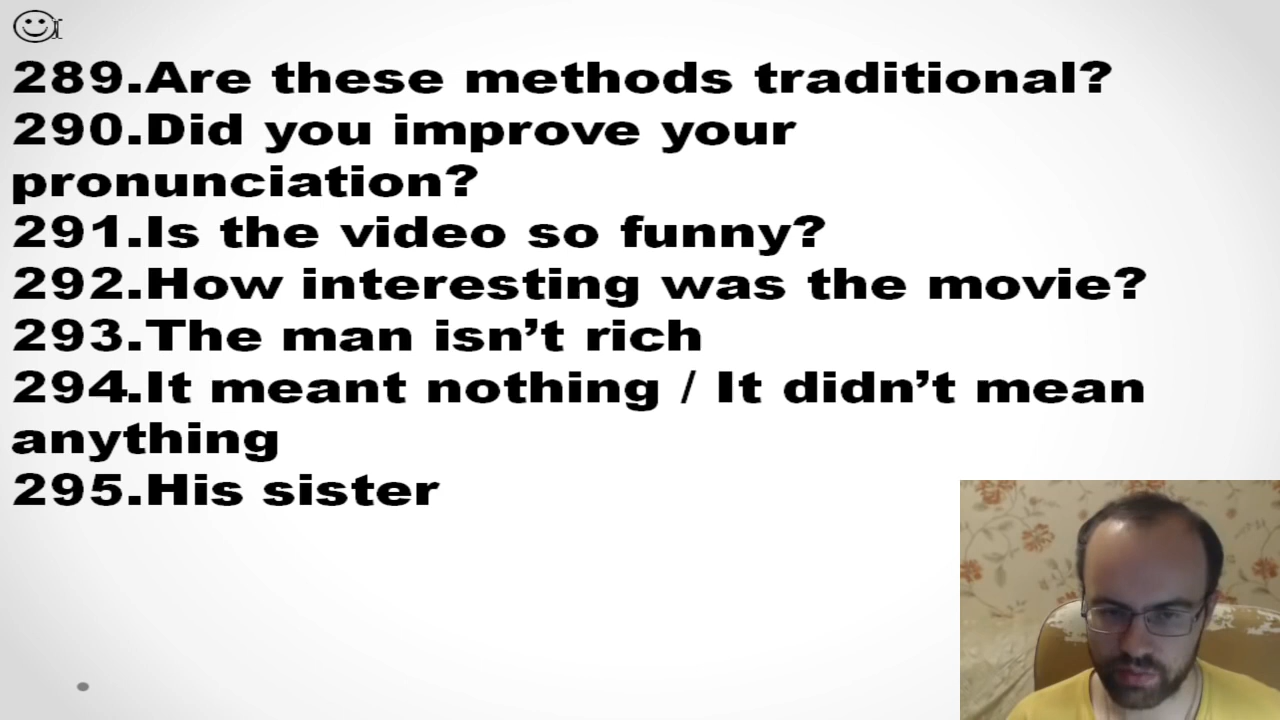 289.Are these methods traditional?
290.Did you improve your
pronunciation?
291.Is the video so funny?
292.How interesting was the movie?
293.The man isn’t rich
294.It meant nothing / It didn’t mean
anything
295.His sister